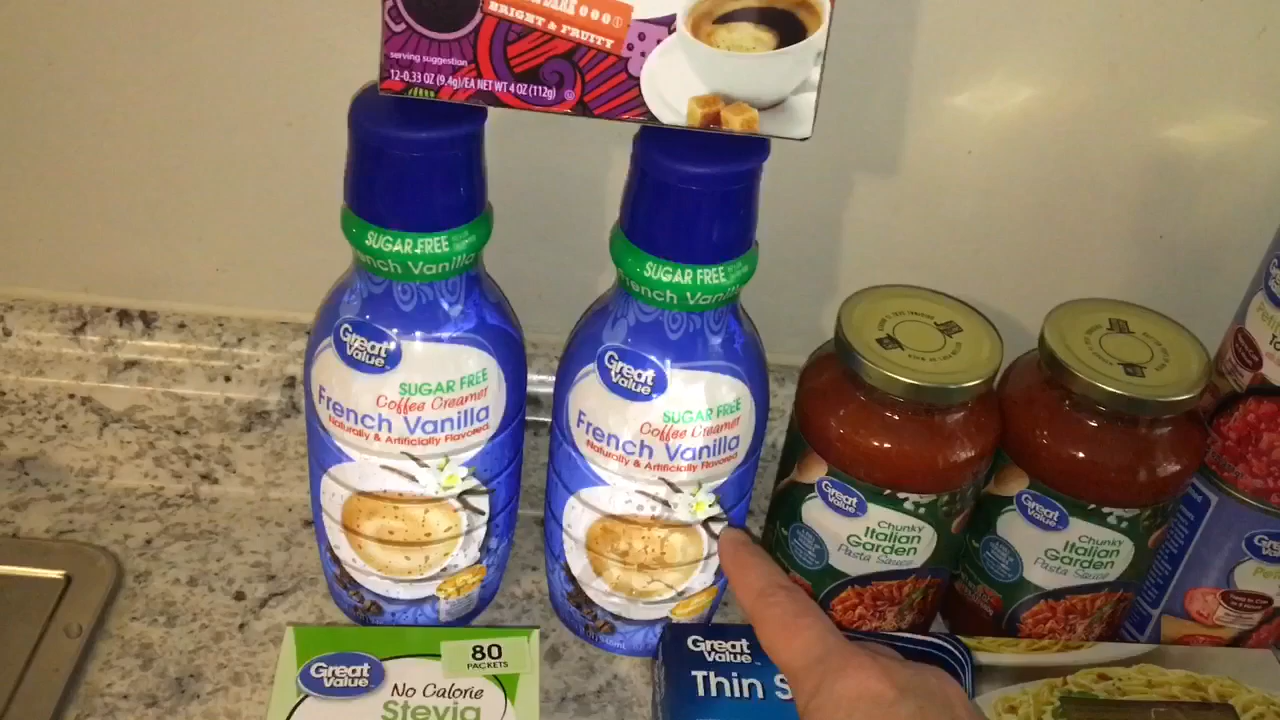 BRIGHT & FRUITY
serving suggestion
12-0.33 OZ (9.4g)/EA NET WT 4 OZ (112g)
SUGAR FREE
French Vanilla
Great Value
SUGAR FREE
Coffee Creamer
French Vanilla
Naturally & Artificially Flavored
SUGAR FREE
French Vanilla
Great Value
SUGAR FREE
Coffee Creamer
French Vanilla
Naturally & Artificially Flavored
Great Value
Chunky
Italian
Garden
Pasta Sauce
Great Value
Chunky
Italian
Garden
Pasta Sauce
Great
Great Value
80
PACKETS
No Calorie
Stevia
Great Value
Thin S